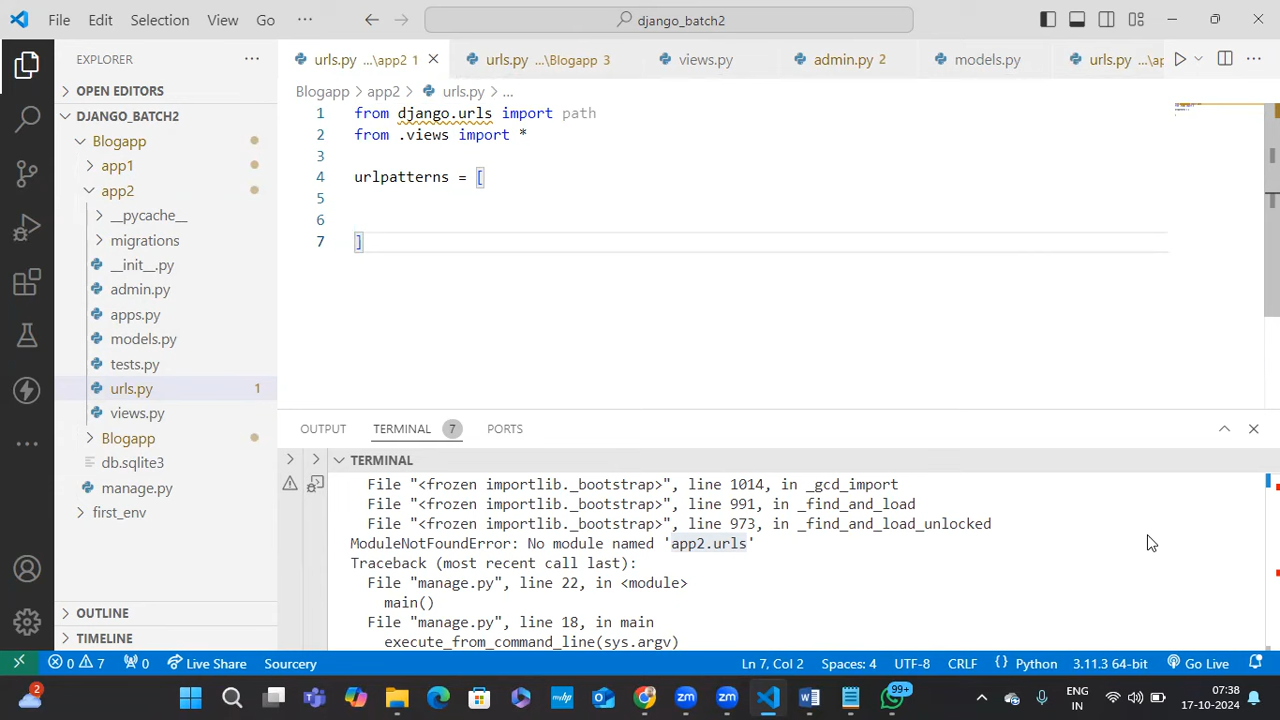 File Edit Selection View Go ··· django_batch2
EXPLORER ···
OPEN EDITORS
DJANGO_BATCH2
Blogapp
app1
app2
__pycache__
migrations
__init__.py
admin.py
apps.py
models.py
tests.py
urls.py 1
views.py
Blogapp
db.sqlite3
manage.py
first_env
OUTLINE
TIMELINE
urls.py ...\app2 1 urls.py ...\Blogapp 3 views.py admin.py 2 models.py urls.py ...\ap
Blogapp > app2 > urls.py > ...
1 from django.urls import path
2 from .views import *
3
4 urlpatterns = [
5
6
7 ]
OUTPUT TERMINAL 7 PORTS
TERMINAL
File "<frozen importlib._bootstrap>", line 1014, in _gcd_import
File "<frozen importlib._bootstrap>", line 991, in _find_and_load
File "<frozen importlib._bootstrap>", line 973, in _find_and_load_unlocked
ModuleNotFoundError: No module named 'app2.urls'
Traceback (most recent call last):
File "manage.py", line 22, in <module>
main()
File "manage.py", line 18, in main
execute_from_command_line(sys.argv)
0 7 0 Live Share Sourcery Ln 7, Col 2 Spaces: 4 UTF-8 CRLF Python 3.11.3 64-bit Go Live
2 99+ ENG IN 07:38 17-10-2024